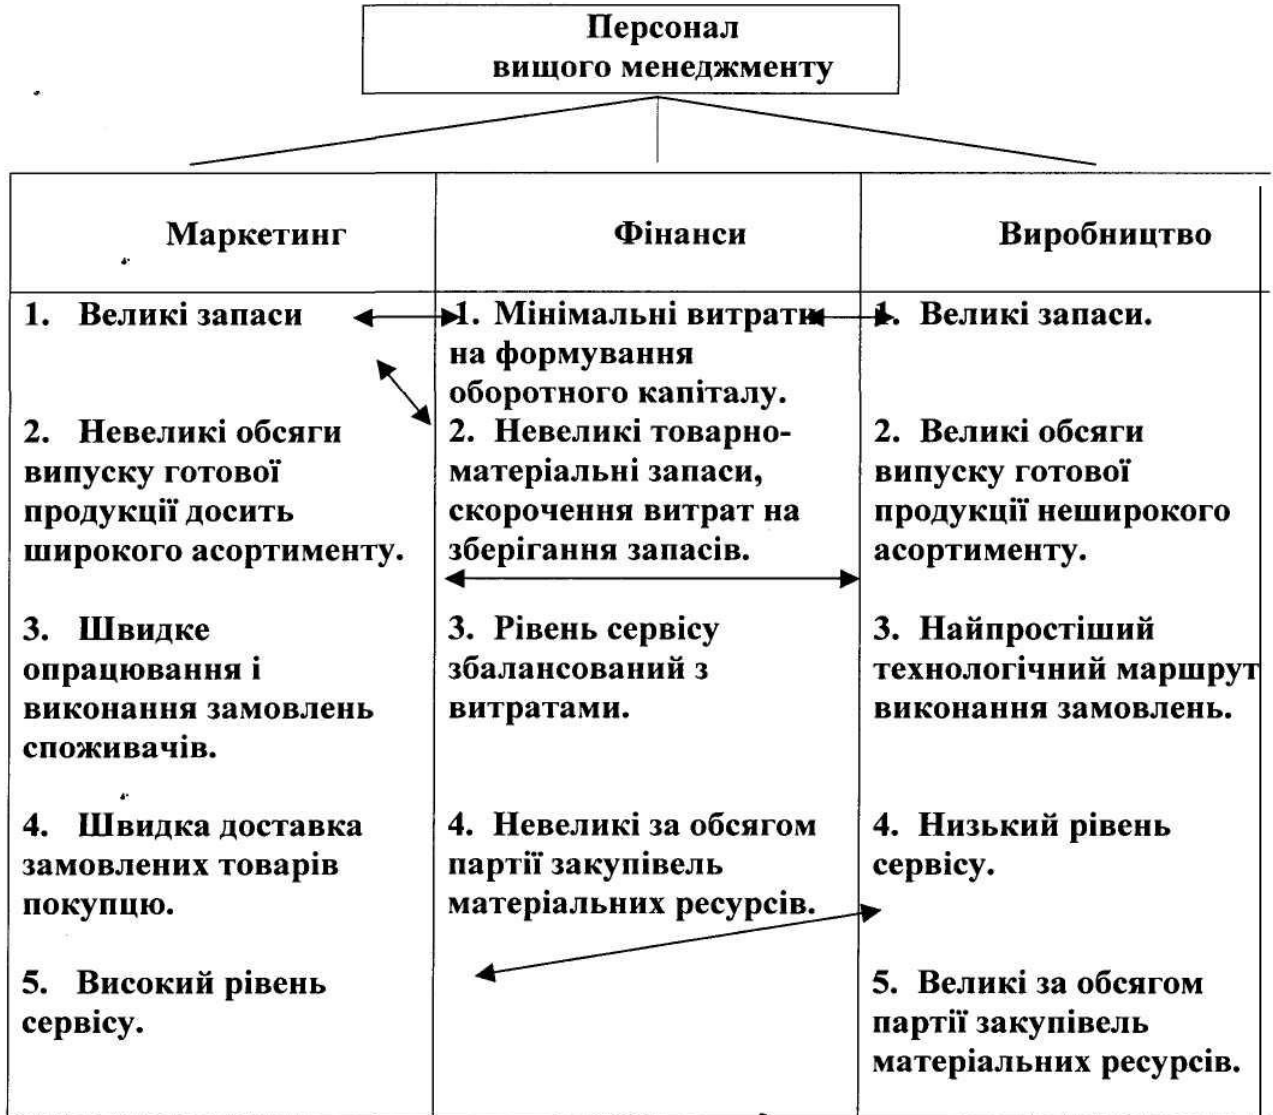 Персонал
вищого менеджменту
Маркетинг
Фінанси
Виробництво
1. Великі запаси
2. Невеликі обсяги
випуску готової
продукції досить
широкого асортименту.
3. Швидке
опрацювання і
виконання замовлень
споживачів.
4. Швидка доставка
замовлених товарів
покупцю.
5. Високий рівень
сервісу.
1. Мінімальні витрати
на формування
оборотного капіталу.
2. Невеликі товарно-
матеріальні запаси,
скорочення витрат на
зберігання запасів.
3. Рівень сервісу
збалансований з
витратами.
4. Невеликі за обсягом
партії закупівель
матеріальних ресурсів.
1. Великі запаси.
2. Великі обсяги
випуску готової
продукції неширокого
асортименту.
3. Найпростіший
технологічний маршрут
виконання замовлень.
4. Низький рівень
сервісу.
5. Великі за обсягом
партії закупівель
матеріальних ресурсів.